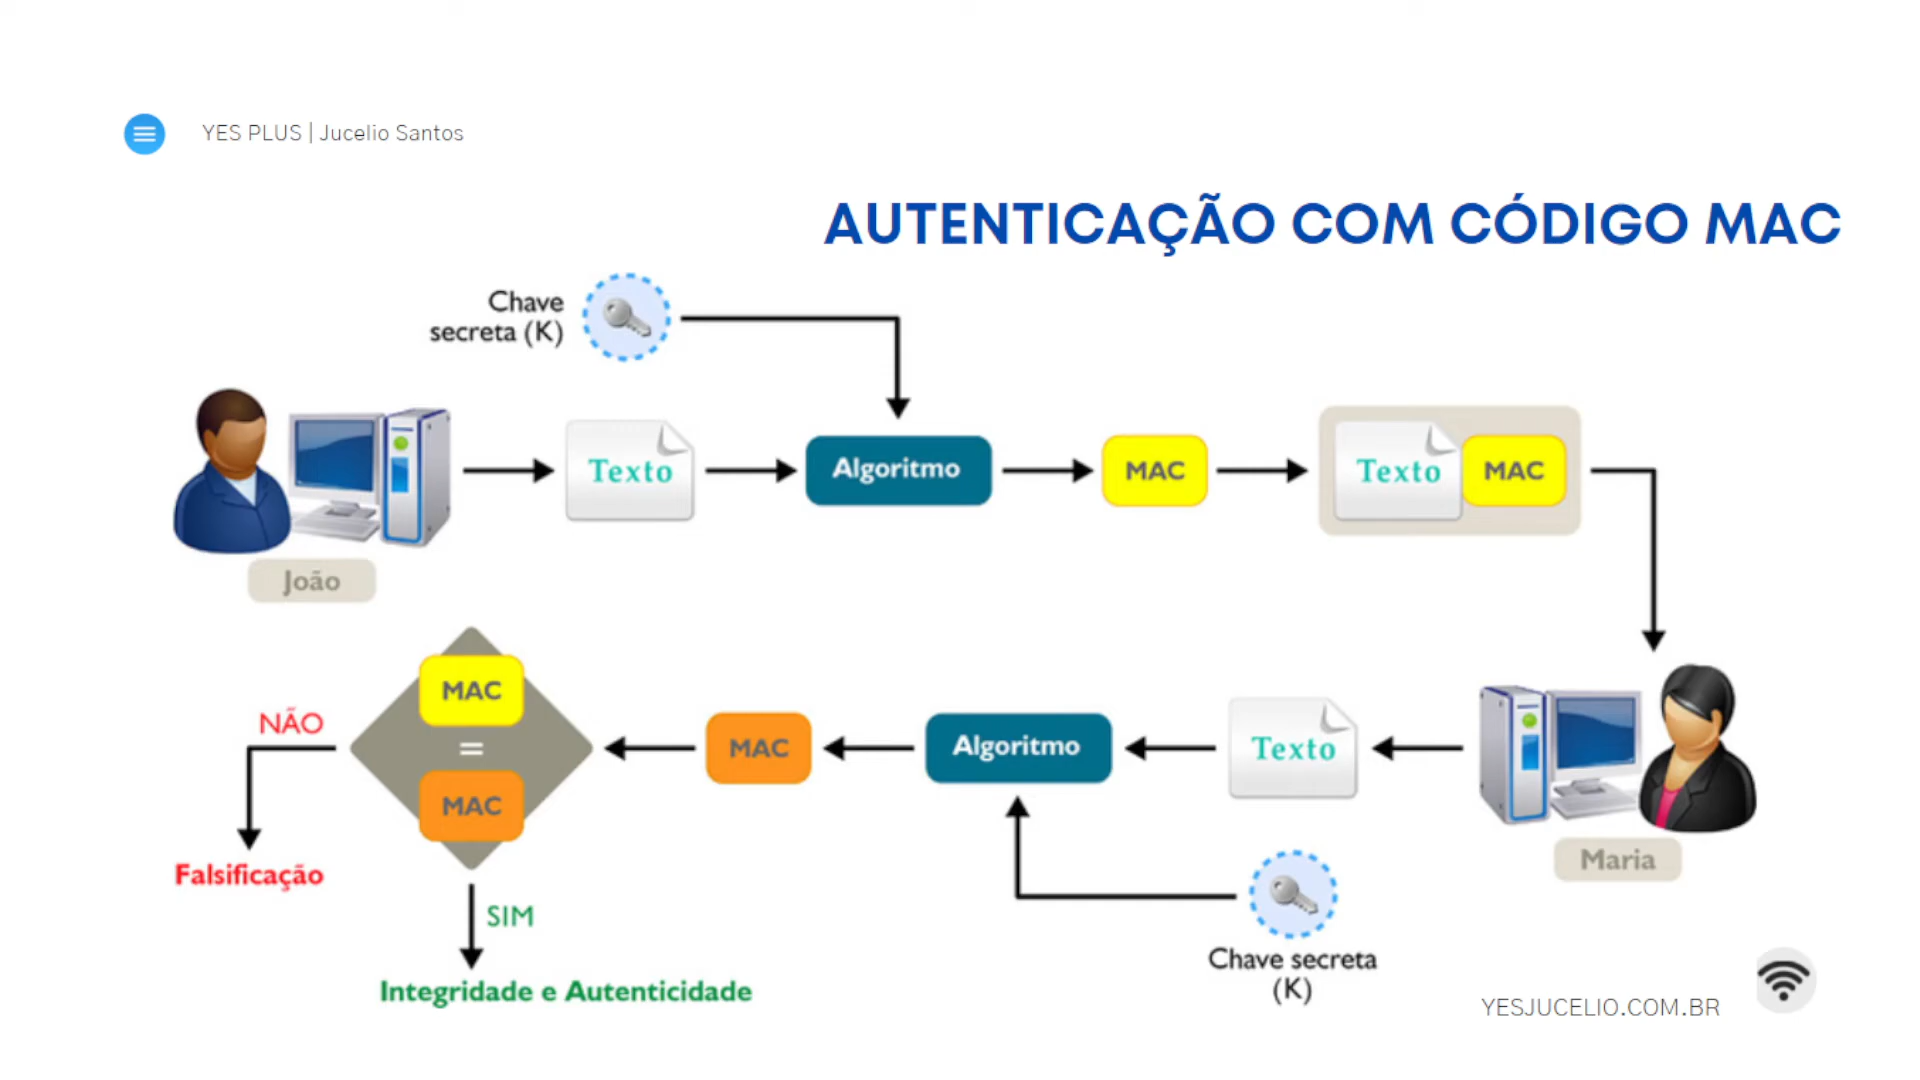 YES PLUS | Jucelio Santos
AUTENTICAÇÃO COM CÓDIGO MAC
Chave
secreta (K)
Texto
Algoritmo
MAC
Texto
MAC
João
MAC
=
MAC
NÃO
MAC
Algoritmo
Texto
Maria
Falsificação
SIM
Integridade e Autenticidade
Chave secreta
(K)
YESJUCELIO.COM.BR